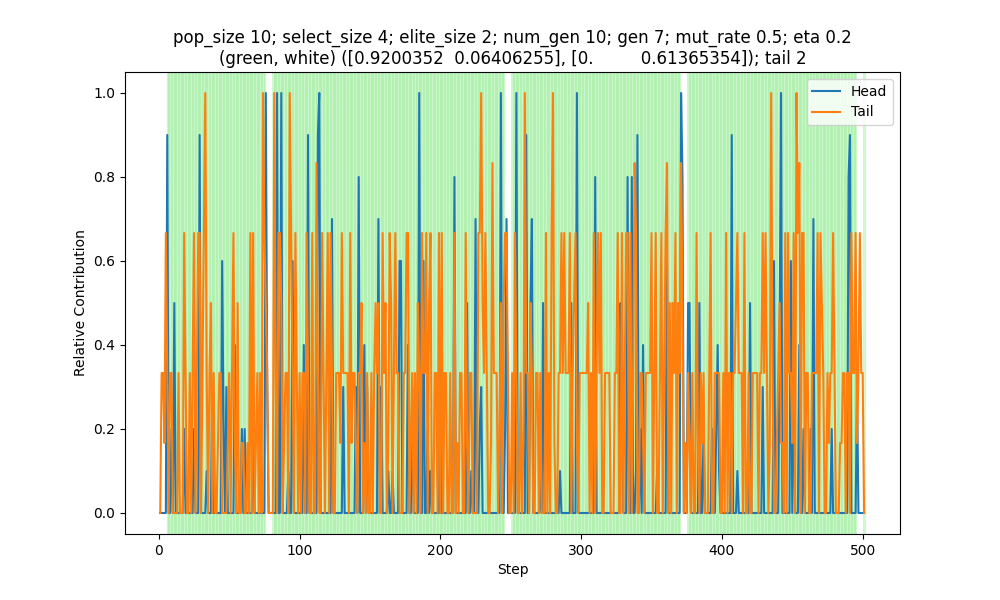 pop_size 10; select_size 4; elite_size 2; num_gen 10; gen 7; mut_rate 0.5; eta 0.2
(green, white) ([0.9200352  0.06406255], [0.          0.61365354]); tail 2
Head
Tail
Relative Contribution
1.0
0.8
0.6
0.4
0.2
0.0
0
100
200
300
400
500
Step